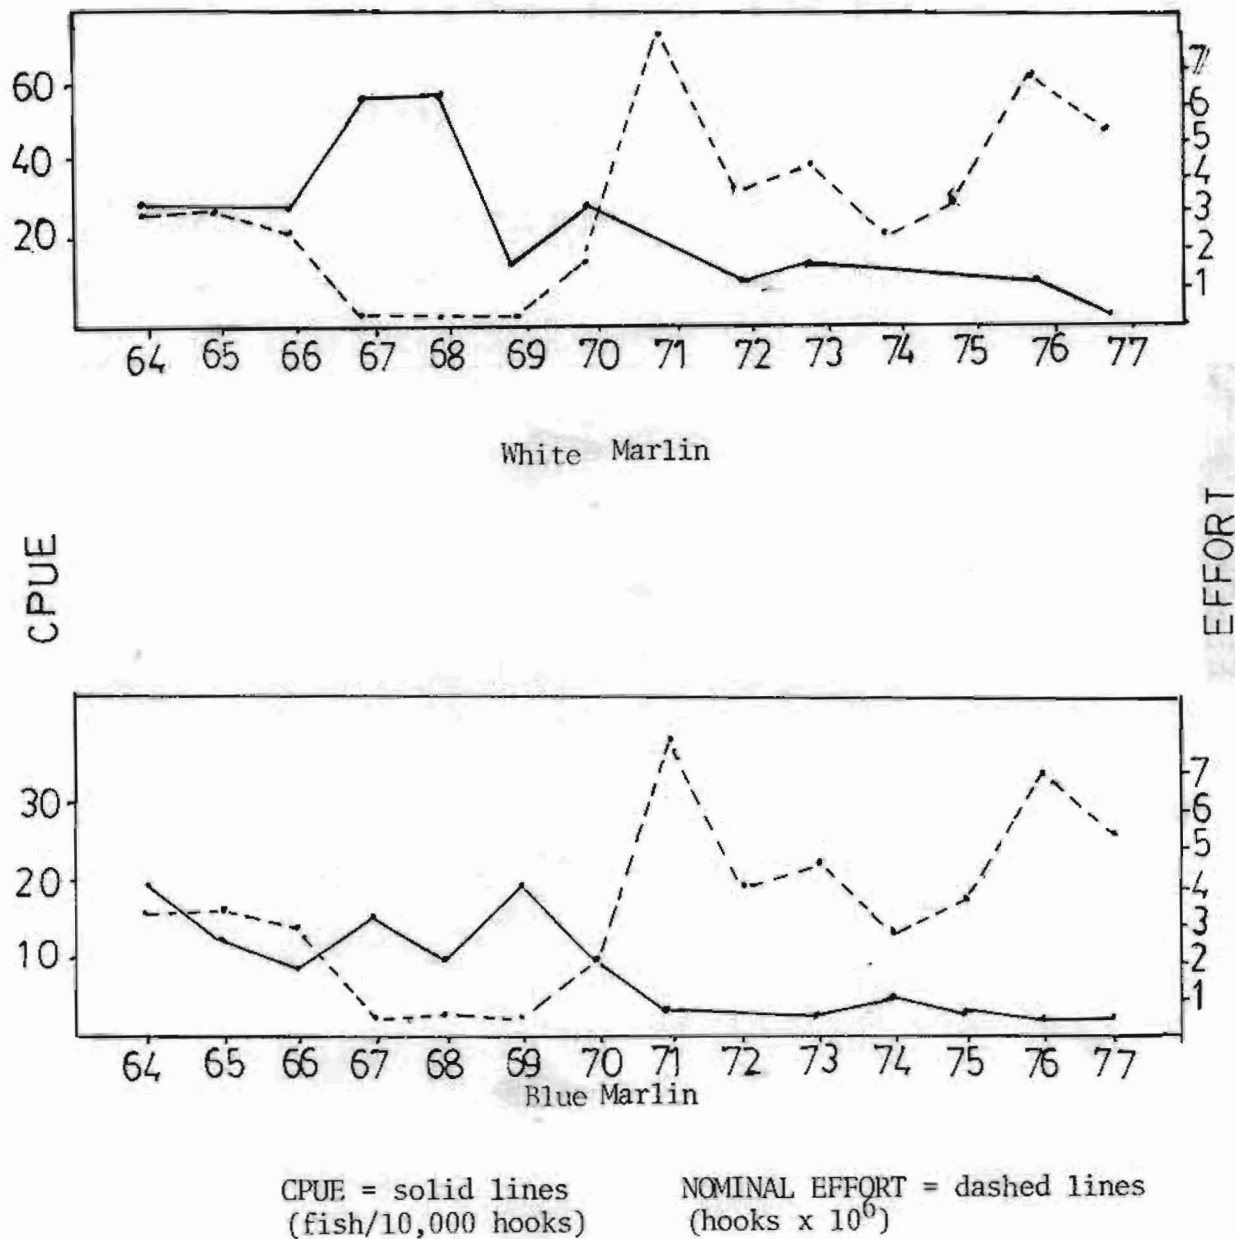 60
40
20
7
6
5
4
3
2
1
64 65 66 67 68 69 70 71 72 73 74 75 76 77
White Marlin
CPUE
EFFORT
30
20
10
7
6
5
4
3
2
1
64 65 66 67 68 69 70 71 72 73 74 75 76 77
Blue Marlin
CPUE = solid lines
(fish/10,000 hooks)
NOMINAL EFFORT = dashed lines
(hooks x 10⁶)